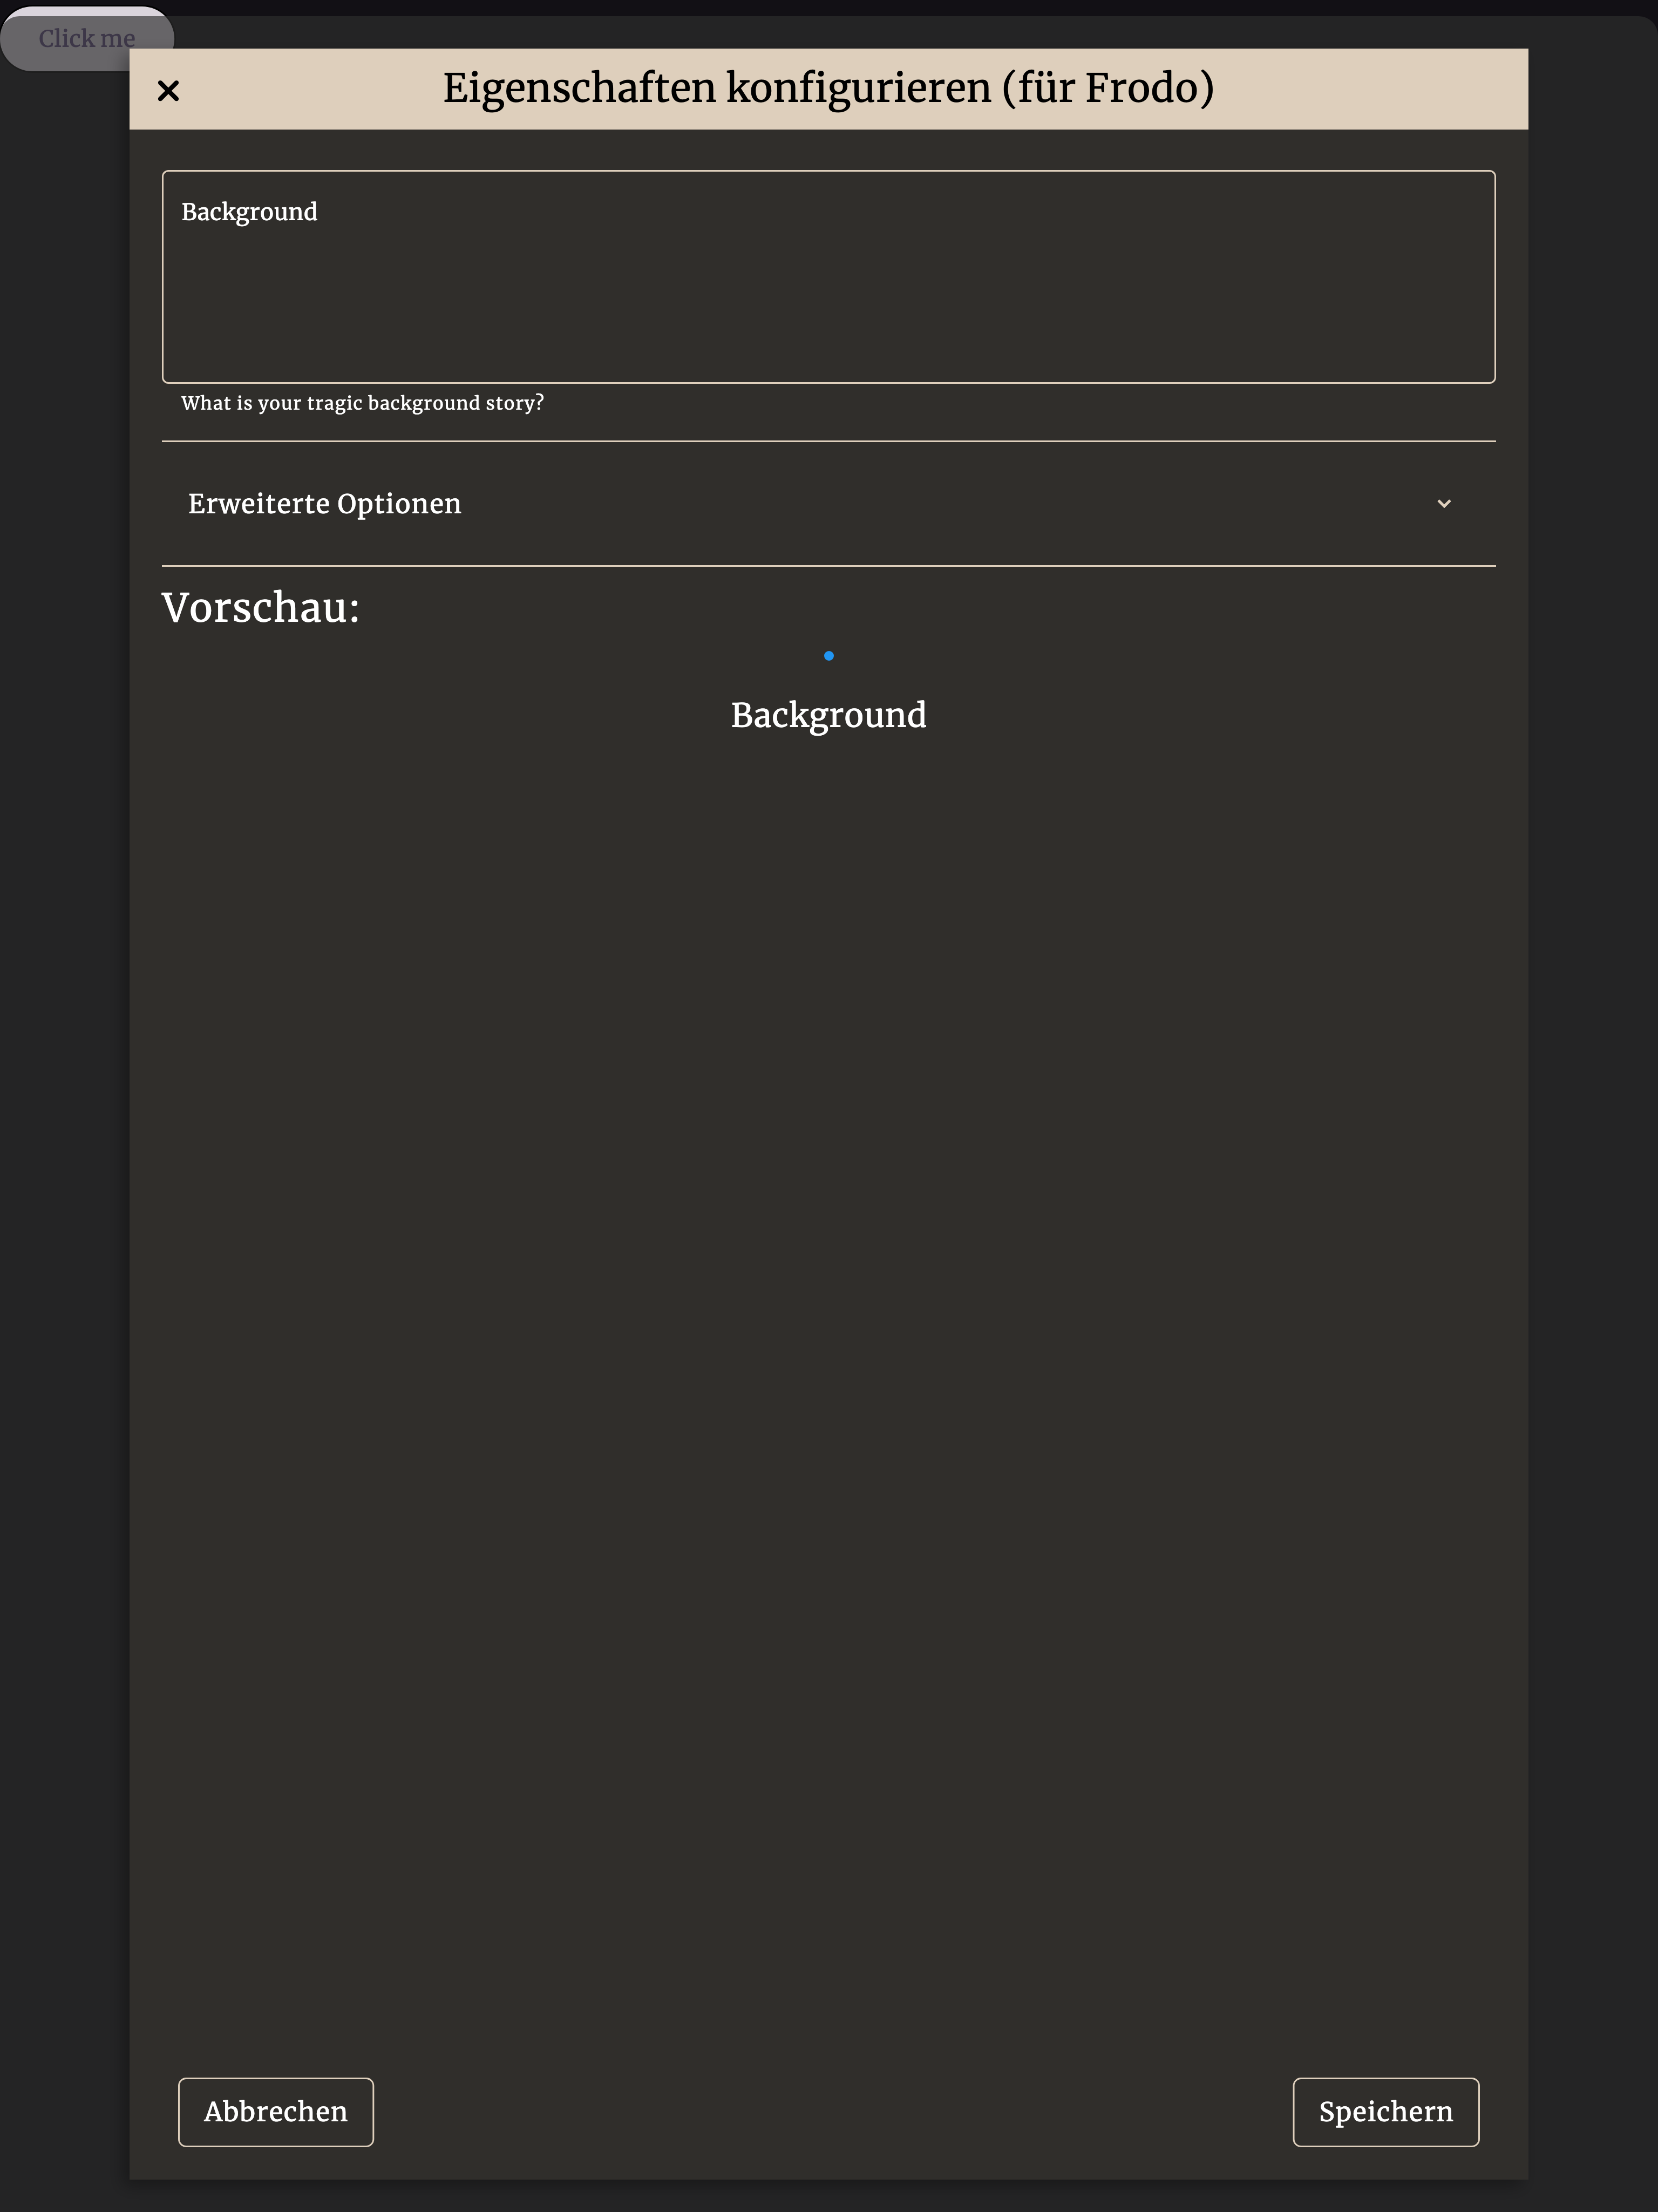 Click me
Eigenschaften konfigurieren (für Frodo)
Background
What is your tragic background story?
Erweiterte Optionen
Vorschau:
Background
Abbrechen
Speichern